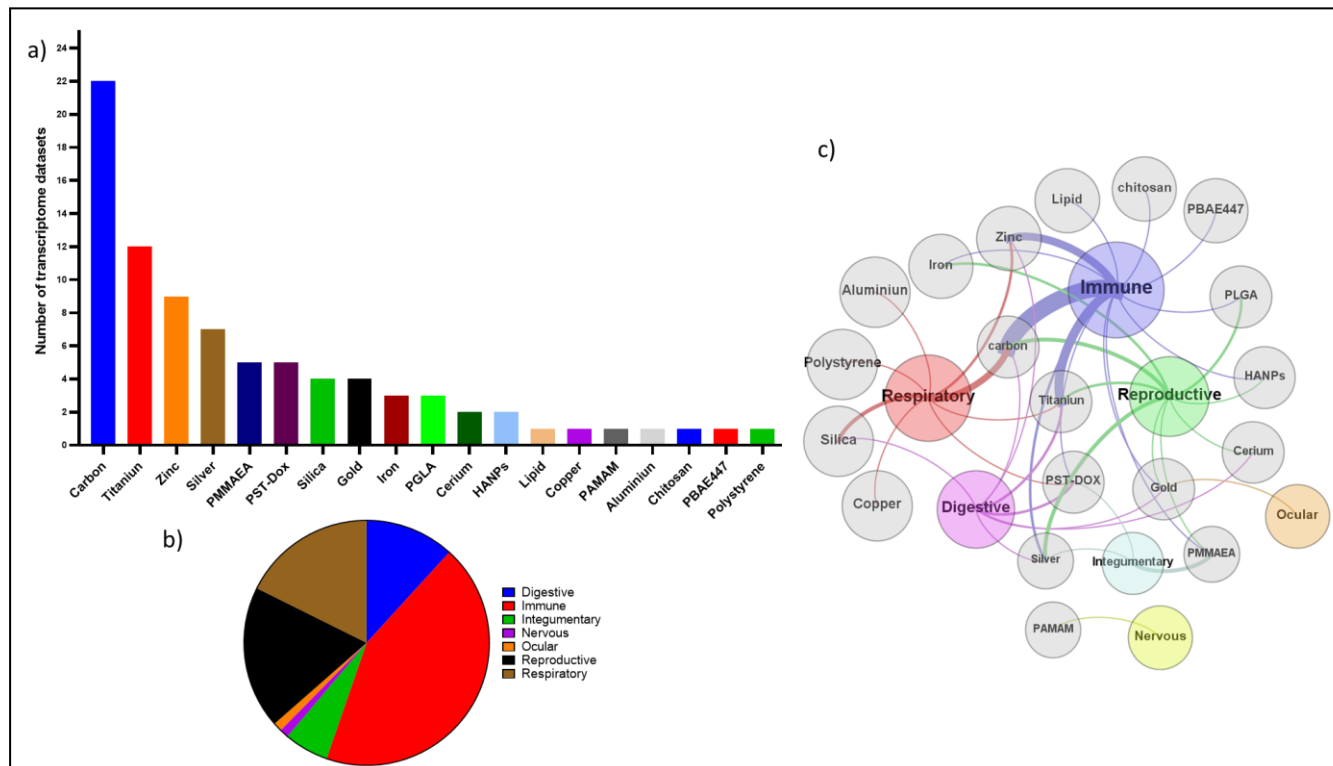 a)
Number of transcriptome datasets
24
22
20
18
16
14
12
10
8
6
4
2
0
Carbon
Titaniun
Zinc
Silver
PMMAEA
PST-Dox
Silica
Gold
Iron
PGLA
Cerium
HANPs
Lipid
Copper
PAMAM
Aluminiun
Chitosan
PBAE447
Polystyrene
b)
Digestive
Immune
Integumentary
Nervous
Ocular
Reproductive
Respiratory
c)
Lipid
chitosan
PBAE447
Zinc
Iron
Immune
Aluminiun
PLGA
carbon
Polystyrene
HANPs
Respiratory
Titaniun
Reproductive
Silica
Cerium
PST-DOX
Gold
Copper
Digestive
Ocular
Silver
Integumentary
PMMAEA
PAMAM
Nervous